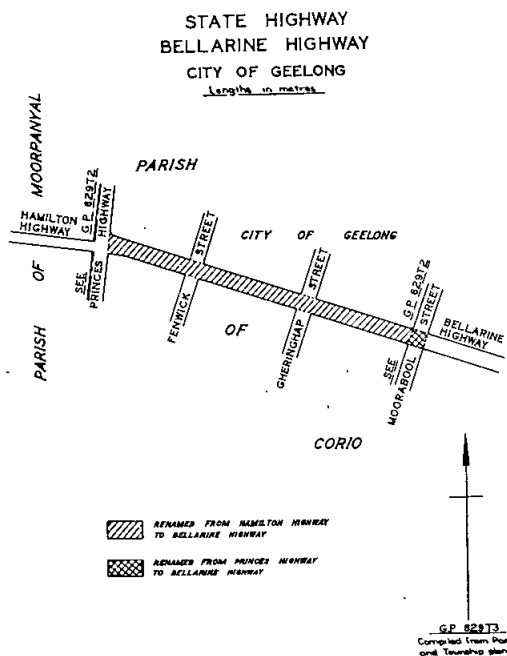 STATE HIGHWAY
BELLARINE HIGHWAY
CITY OF GEELONG
Lengths in metres
MOORPANYAL
PARISH
G.P. 629T2
HAMILTON
HIGHWAY
HIGHWAY
SEE
PRINCES
PARISH OF
STREET
FENWICK
CITY OF GEELONG
OF
STREET
GHERINGHAP
G.P. 629T2
STREET
SEE
MOORABOOL
BELLARINE
HIGHWAY
CORIO
RENAMED FROM HAMILTON HIGHWAY
TO BELLARINE HIGHWAY
RENAMED FROM PRINCES HIGHWAY
TO BELLARINE HIGHWAY
G.P. 629T3
Compiled from
and Township